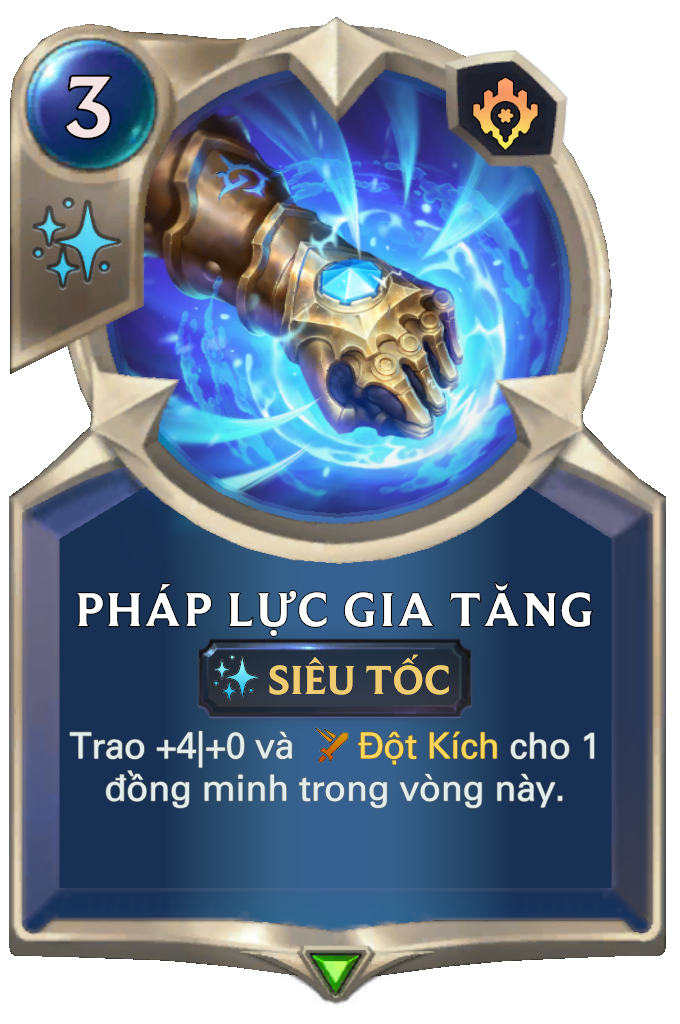 3
PHÁP LỰC GIA TĂNG
SIÊU TỐC
Trao +4|+0 và Đột Kích cho 1
đồng minh trong vòng này.